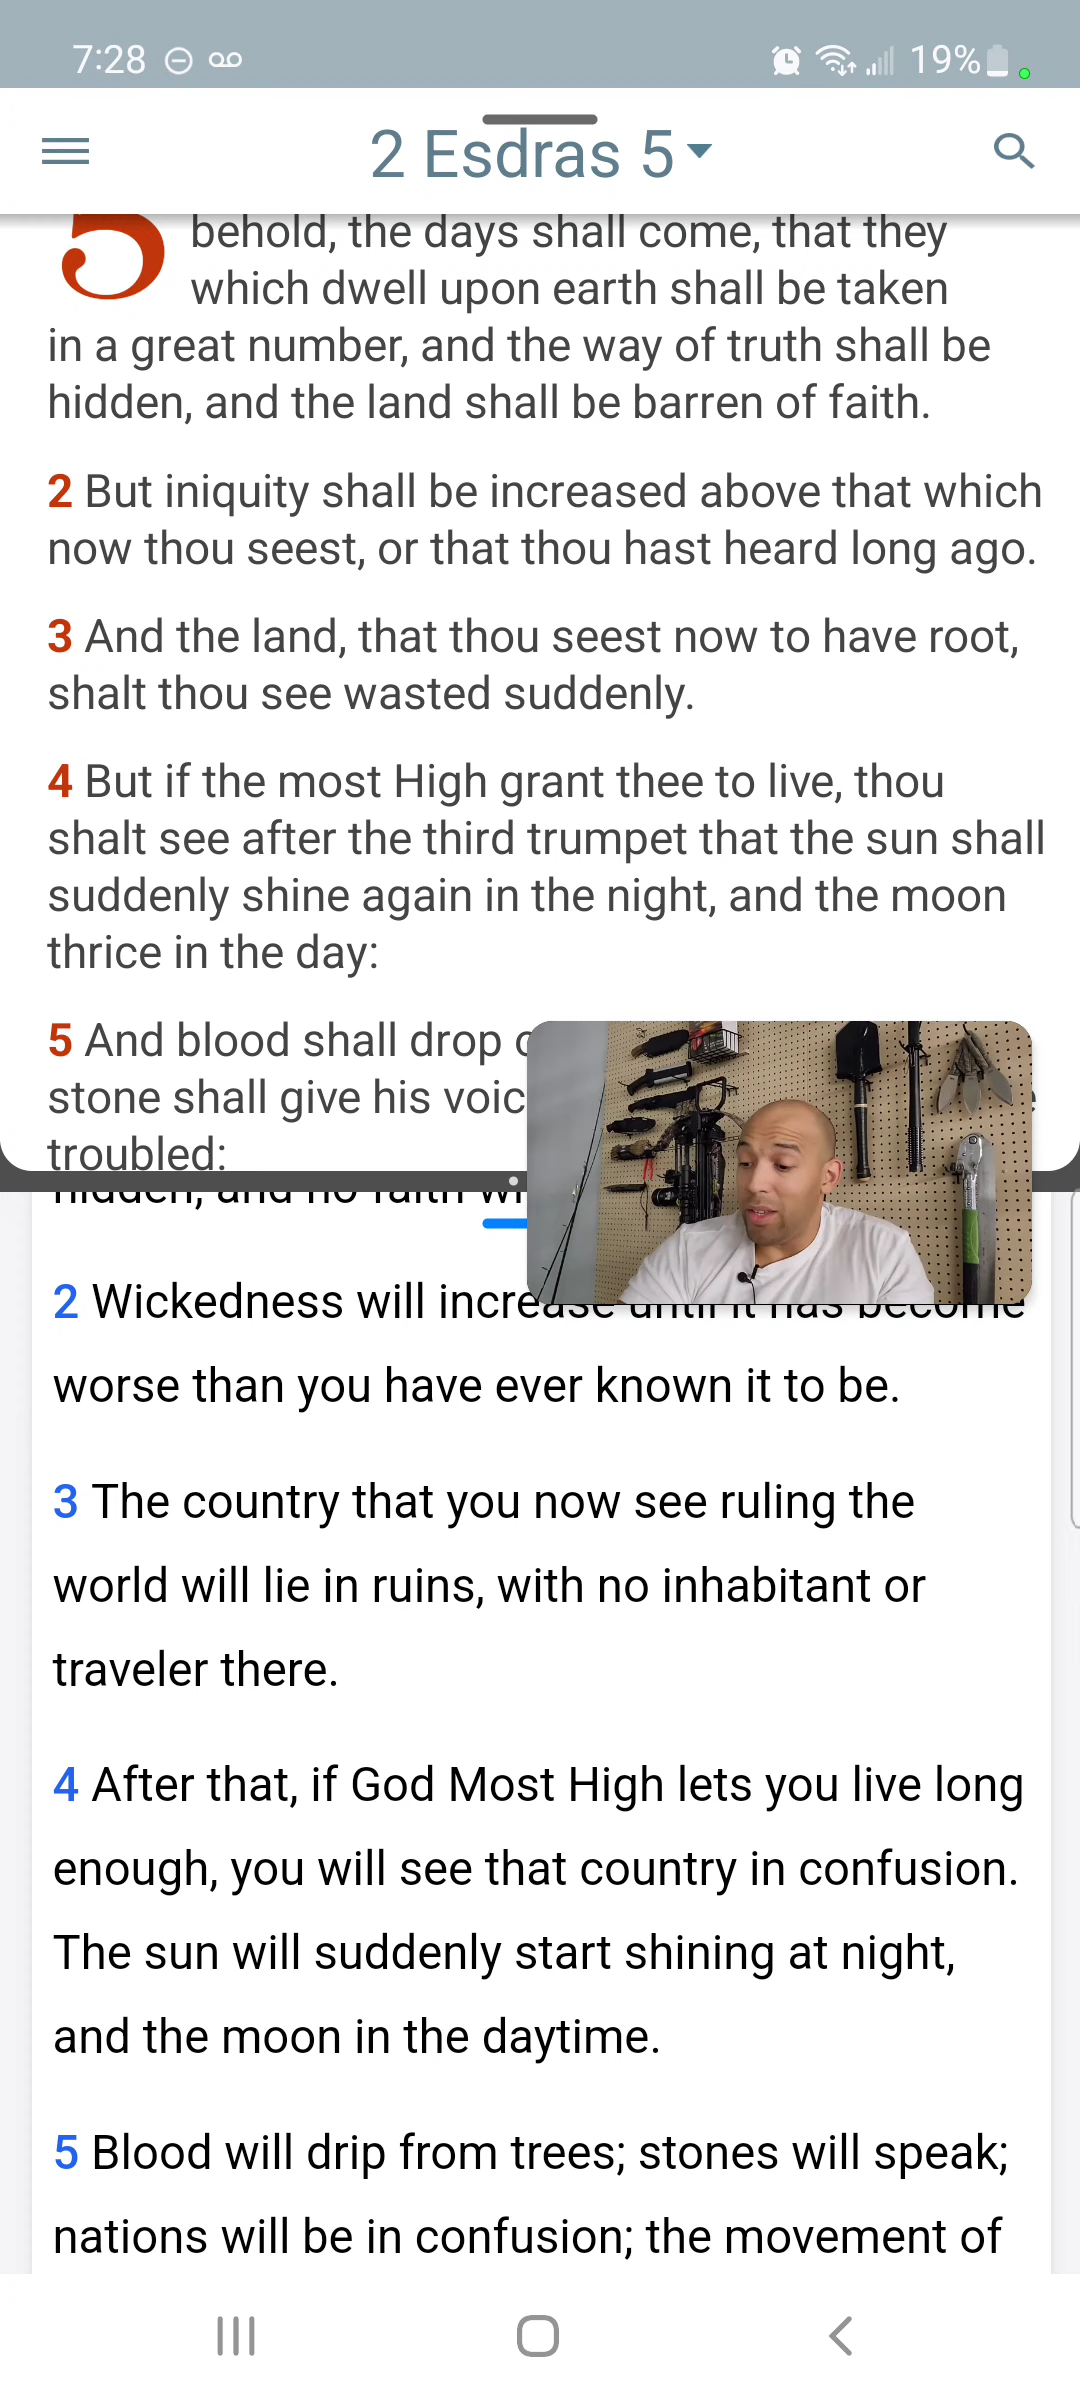 7:28
19%
2 Esdras 5
5 behold, the days shall come, that they
which dwell upon earth shall be taken
in a great number, and the way of truth shall be
hidden, and the land shall be barren of faith.
2 But iniquity shall be increased above that which
now thou seest, or that thou hast heard long ago.
3 And the land, that thou seest now to have root,
shalt thou see wasted suddenly.
4 But if the most High grant thee to live, thou
shalt see after the third trumpet that the sun shall
suddenly shine again in the night, and the moon
thrice in the day:
5 And blood shall drop
stone shall give his voic
troubled:
hidden, and no faith
2 Wickedness will increase until it has become
worse than you have ever known it to be.
3 The country that you now see ruling the
world will lie in ruins, with no inhabitant or
traveler there.
4 After that, if God Most High lets you live long
enough, you will see that country in confusion.
The sun will suddenly start shining at night,
and the moon in the daytime.
5 Blood will drip from trees; stones will speak;
nations will be in confusion; the movement of